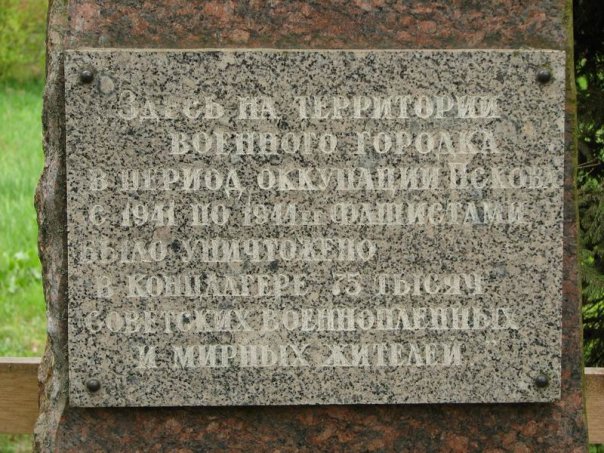 Здесь на территории
военного городка
в период оккупации Пскова
с 1941 по 1944 гг фашистами
было уничтожено
в концлагере 75 тысяч
советских военнопленных
и мирных жителей